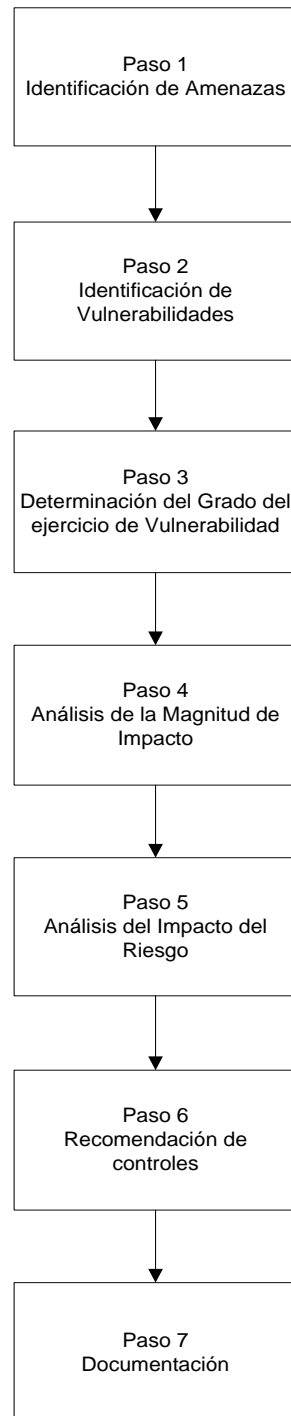 Paso 1
Identificación de Amenazas
Paso 2
Identificación de
Vulnerabilidades
Paso 3
Determinación del Grado del
ejercicio de Vulnerabilidad
Paso 4
Análisis de la Magnitud de
Impacto
Paso 5
Análisis del Impacto del
Riesgo
Paso 6
Recomendación de
controles
Paso 7
Documentación